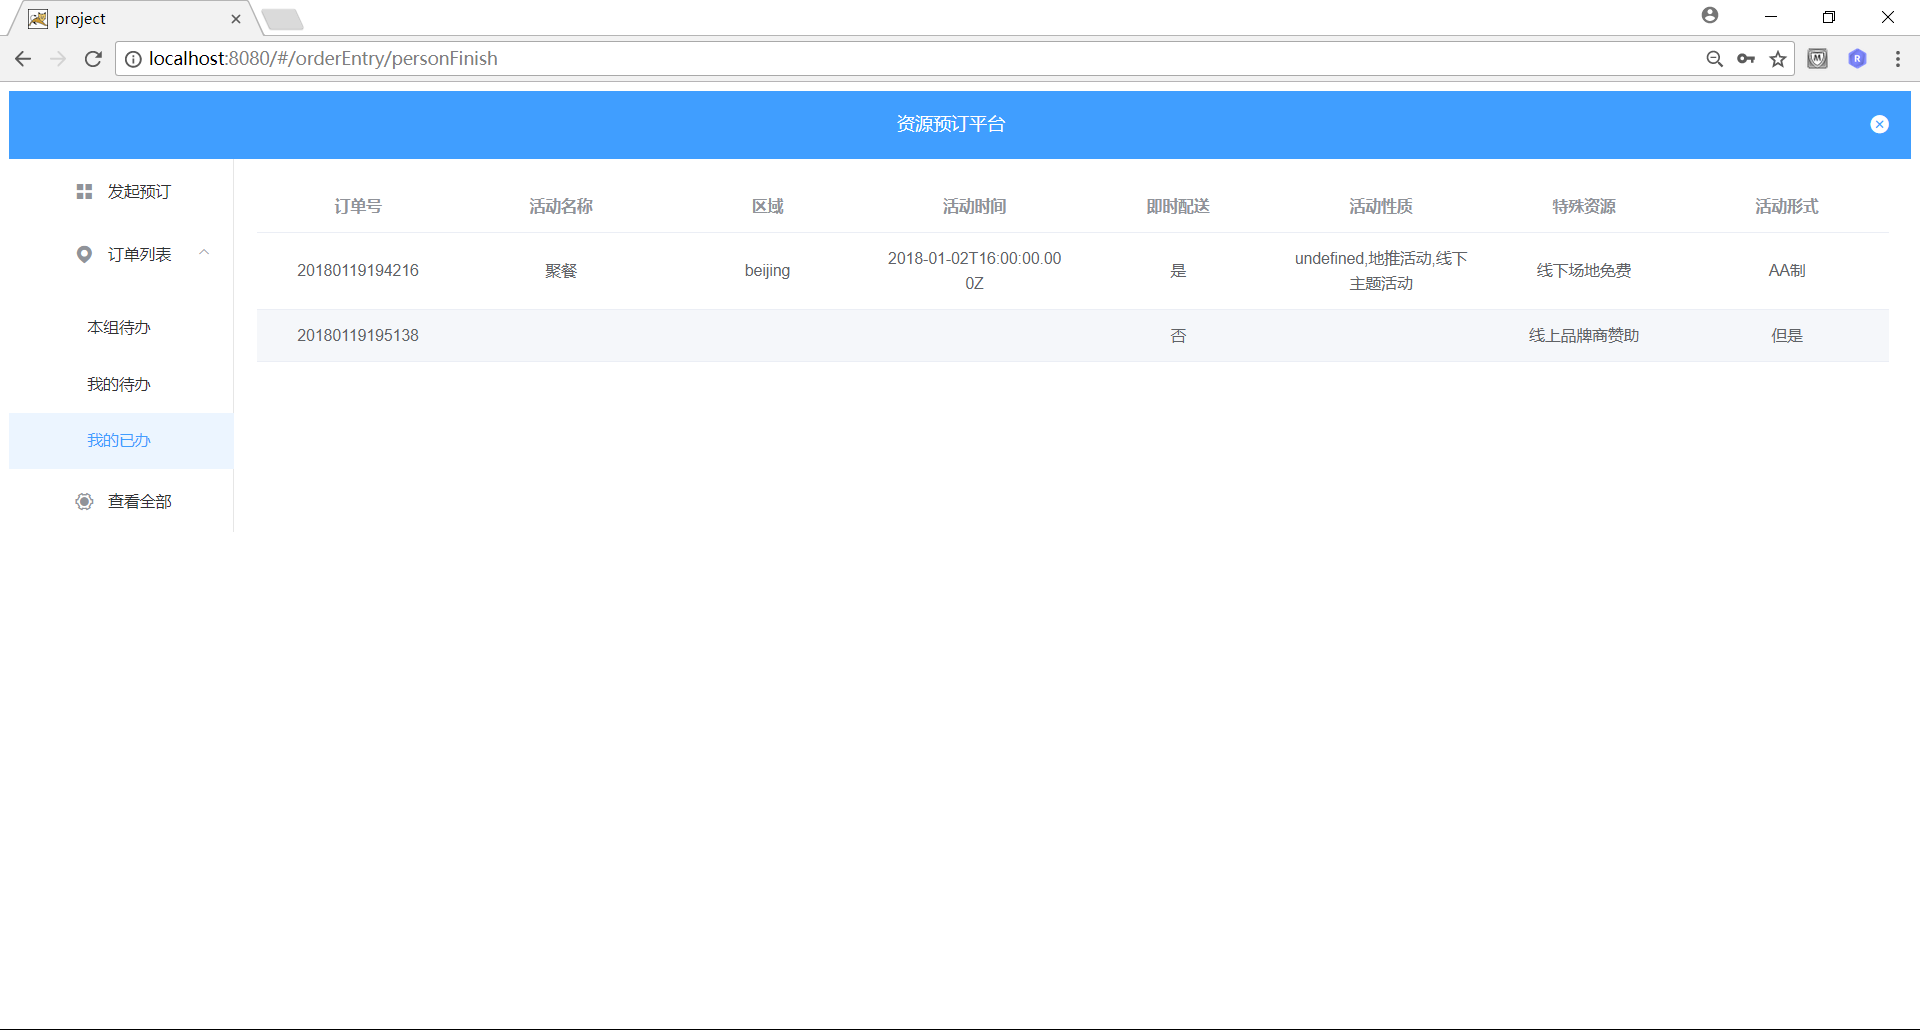 project
localhost:8080/#/orderEntry/personFinish
资源预订平台
发起预订
订单列表
本组待办
我的待办
我的已办
查看全部
订单号 活动名称 区域 活动时间 即时配送 活动性质 特殊资源 活动形式
20180119194216 聚餐 beijing 2018-01-02T16:00:00.00 是 undefined,地推活动,线下 线下场地免费 AA制
0Z 主题活动
20180119195138 否 线上品牌商赞助 但是